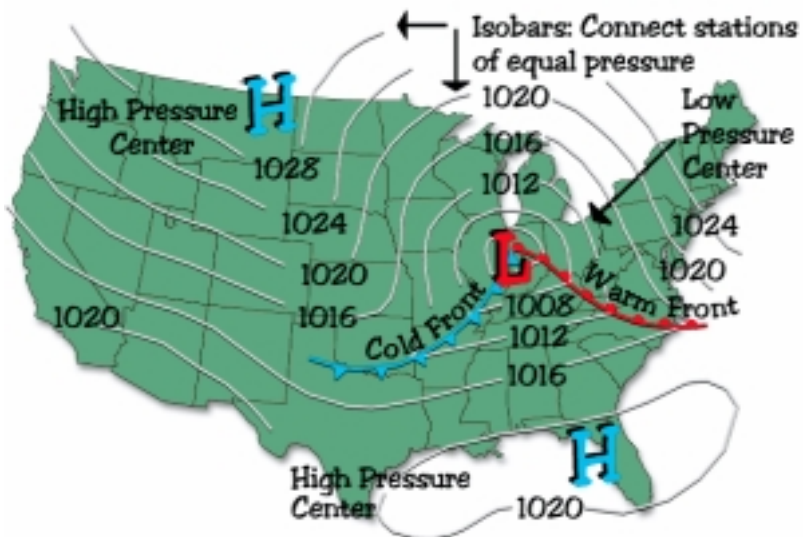 Isobars: Connect stations
of equal pressure
H
High Pressure
Center
1020
Low
Pressure
Center
1016
1028
1012
1024
1024
1020
L
1020
1016
1008
Warm Front
1020
Cold Front
1012
1016
H
High Pressure
Center
1020